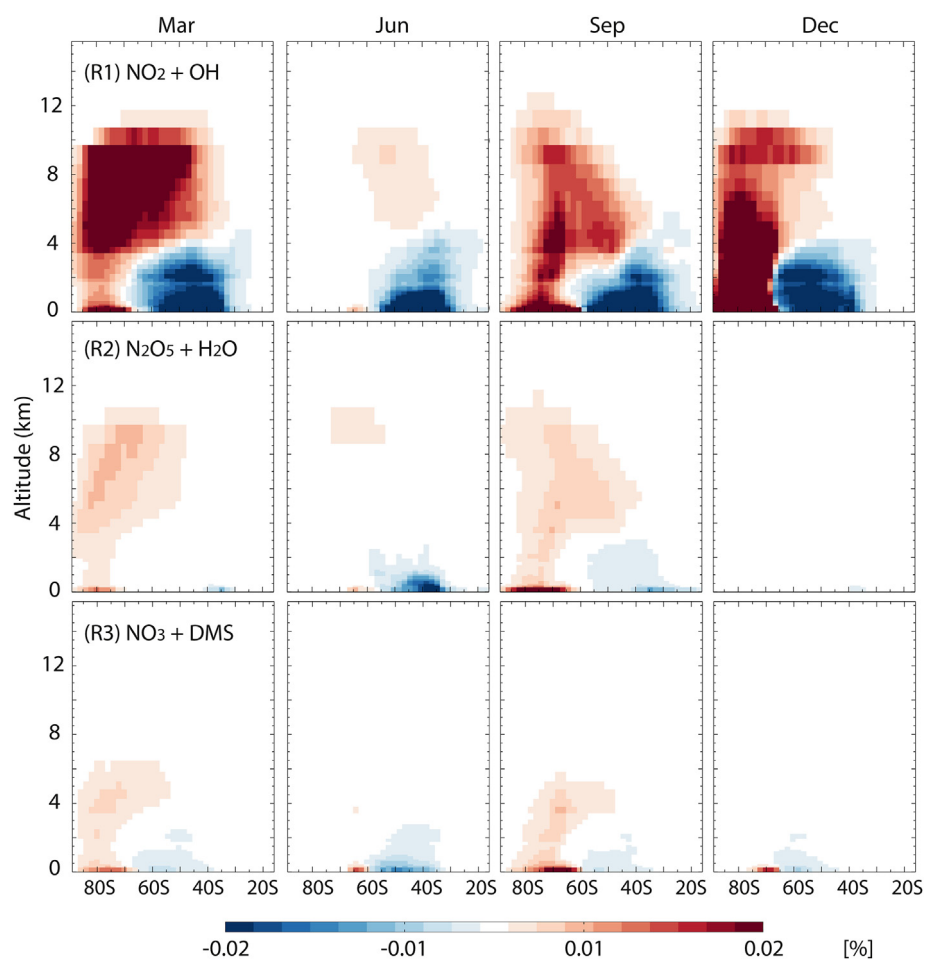 Mar Jun Sep Dec
(R1) NO2 + OH
12
8
4
0
(R2) N2O5 + H2O
12
8
4
0
Altitude (km)
(R3) NO3 + DMS
12
8
4
0
80S 60S 40S 20S 80S 60S 40S 20S 80S 60S 40S 20S 80S 60S 40S 20S
-0.02 -0.01 0.01 0.02 [%]